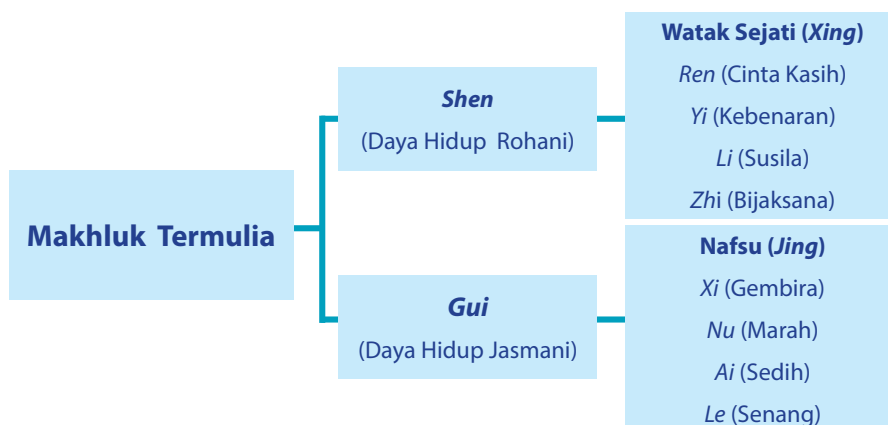 Makhluk Termulia
Shen
(Daya Hidup Rohani)
Watak Sejati (Xing)
Ren (Cinta Kasih)
Yi (Kebenaran)
Li (Susila)
Zhi (Bijaksana)
Gui
(Daya Hidup Jasmani)
Nafsu (Jing)
Xi (Gembira)
Nu (Marah)
Ai (Sedih)
Le (Senang)